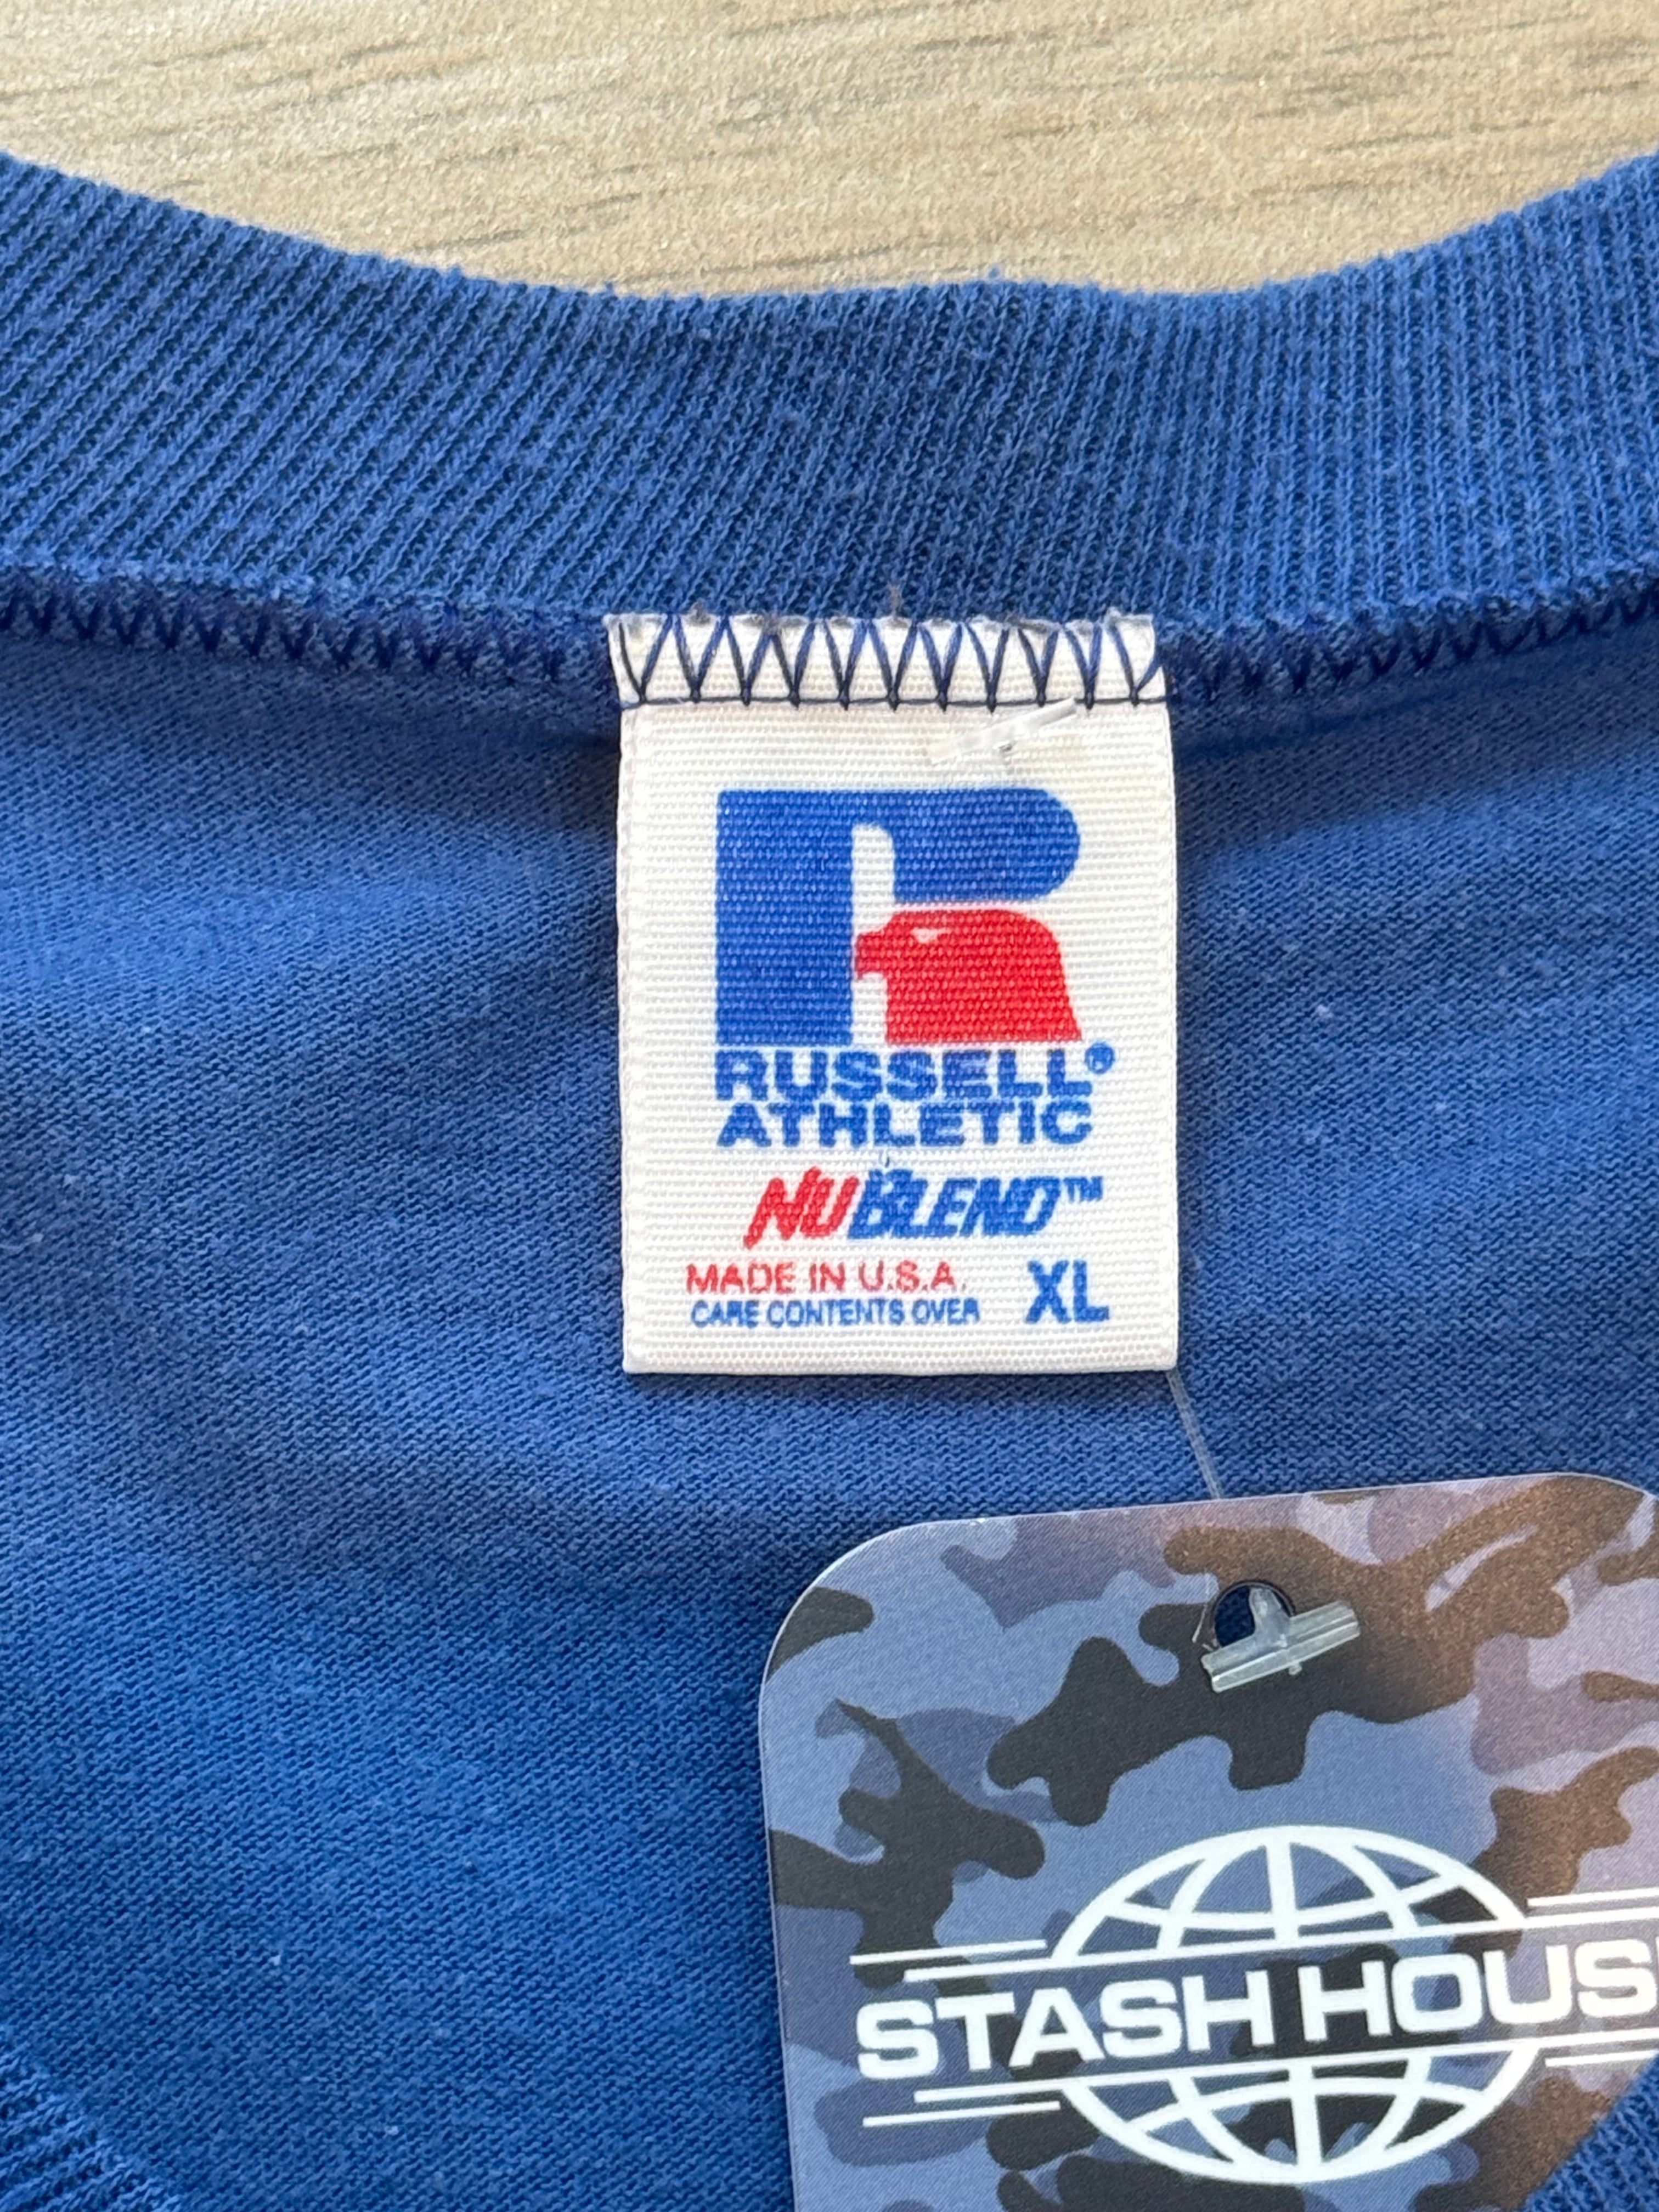 RUSSELL®
ATHLETIC
NUBLEND™
MADE IN U.S.A.
CARE CONTENTS OVER
XL
STASH HOUS